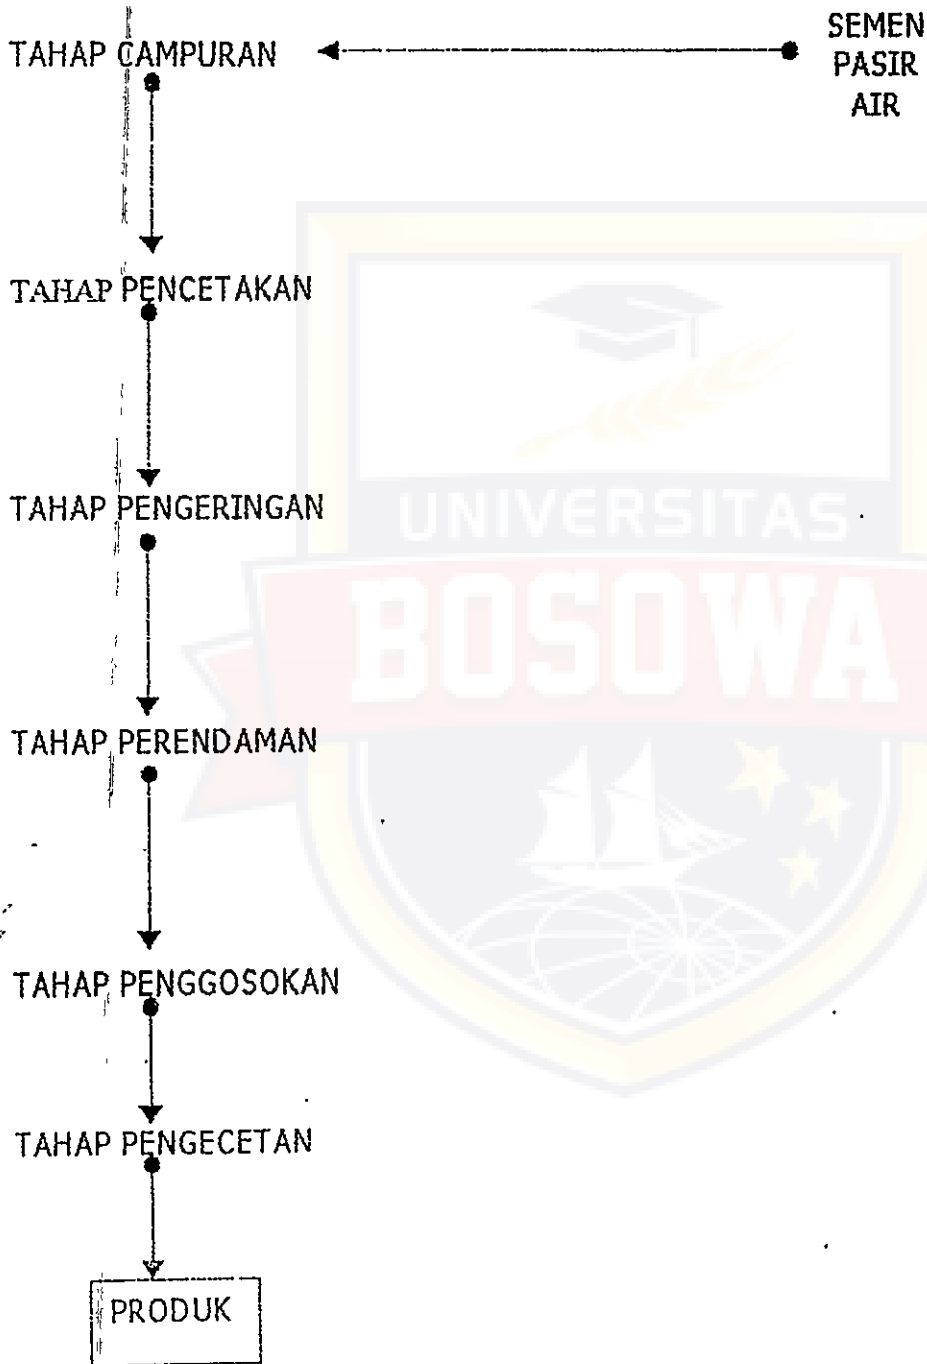 TAHAP CAMPURAN
SEMEN
PASIR
AIR
TAHAP PENCETAKAN
TAHAP PENGERINGAN
UNIVERSITAS
BOSOWA
TAHAP PERENDAMAN
TAHAP PENGGOSOKAN
TAHAP PENGECETAN
PRODUK